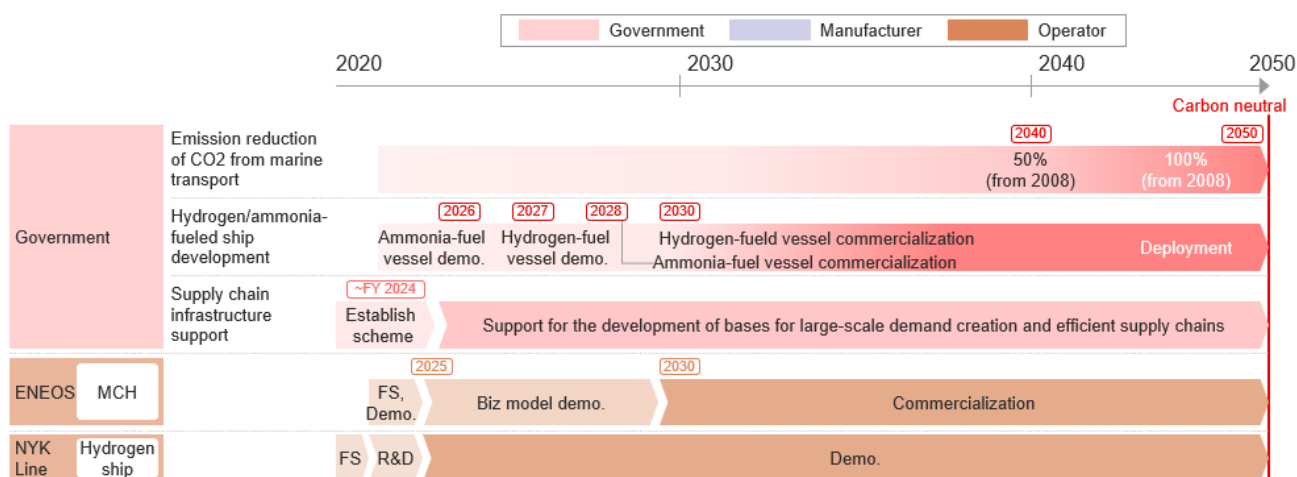 Government
Manufacturer
Operator
2020
2030
2040
2050
Carbon neutral
Government
Emission reduction
of CO2 from marine
transport
2040
2050
50%
(from 2008)
100%
(from 2008)
Hydrogen/ammonia-
fueled ship
development
2026
2027
2028
2030
Ammonia-fuel
vessel demo.
Hydrogen-fuel
vessel demo.
Hydrogen-fueld vessel commercialization
Ammonia-fuel vessel commercialization
Deployment
Supply chain
infrastructure
support
~FY 2024
Establish
scheme
Support for the development of bases for large-scale demand creation and efficient supply chains
ENEOS
MCH
2025
2030
FS,
Demo.
Biz model demo.
Commercialization
NYK
Line
Hydrogen
ship
FS
R&D
Demo.